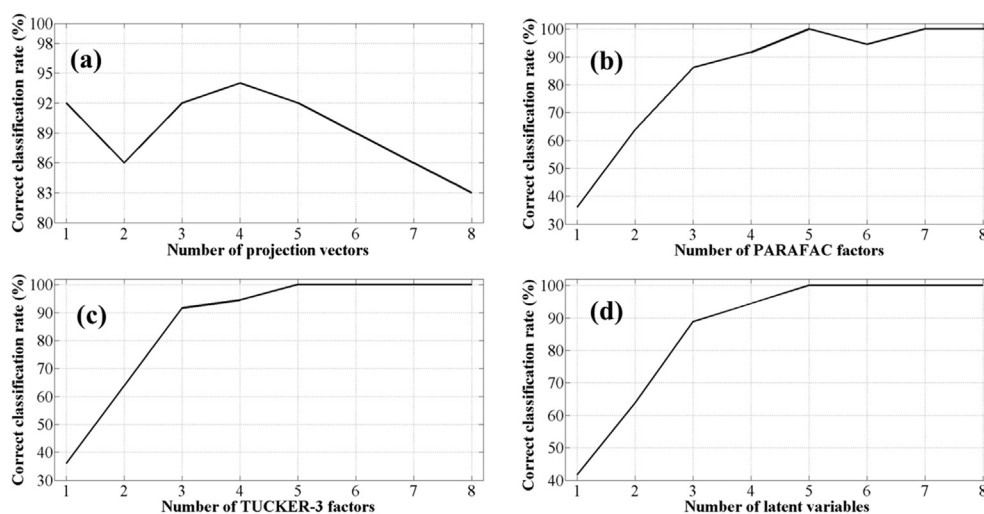 Correct classification rate (%)
100
98
95
92
89
86
83
80
(a)
1 2 3 4 5 6 7 8
Number of projection vectors
Correct classification rate (%)
100
90
80
70
60
50
40
30
(b)
1 2 3 4 5 6 7 8
Number of PARAFAC factors
Correct classification rate (%)
100
90
80
70
60
50
40
30
(c)
1 2 3 4 5 6 7 8
Number of TUCKER-3 factors
Correct classification rate (%)
100
90
80
70
60
50
40
(d)
1 2 3 4 5 6 7 8
Number of latent variables